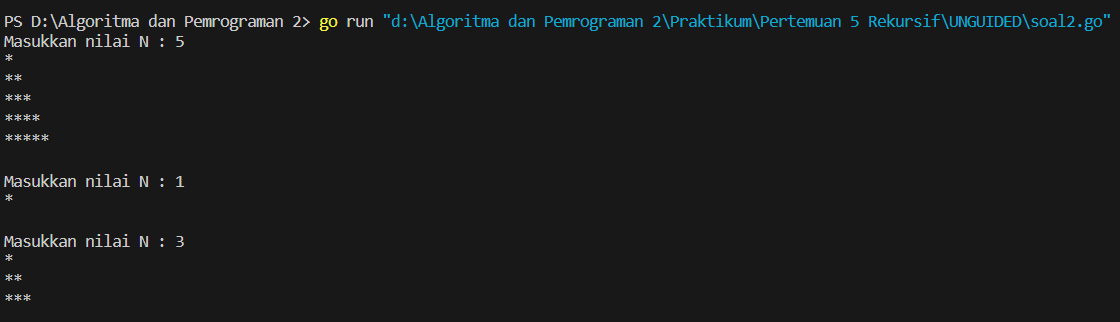 PS D:\Algoritma dan Pemrograman 2> go run "d:\Algoritma dan Pemrograman 2\Praktikum\Pertemuan 5 Rekursif\UNGUIDED\soal2.go"
Masukkan nilai N : 5
*
**
***
****
*****
Masukkan nilai N : 1
*
Masukkan nilai N : 3
*
**
***